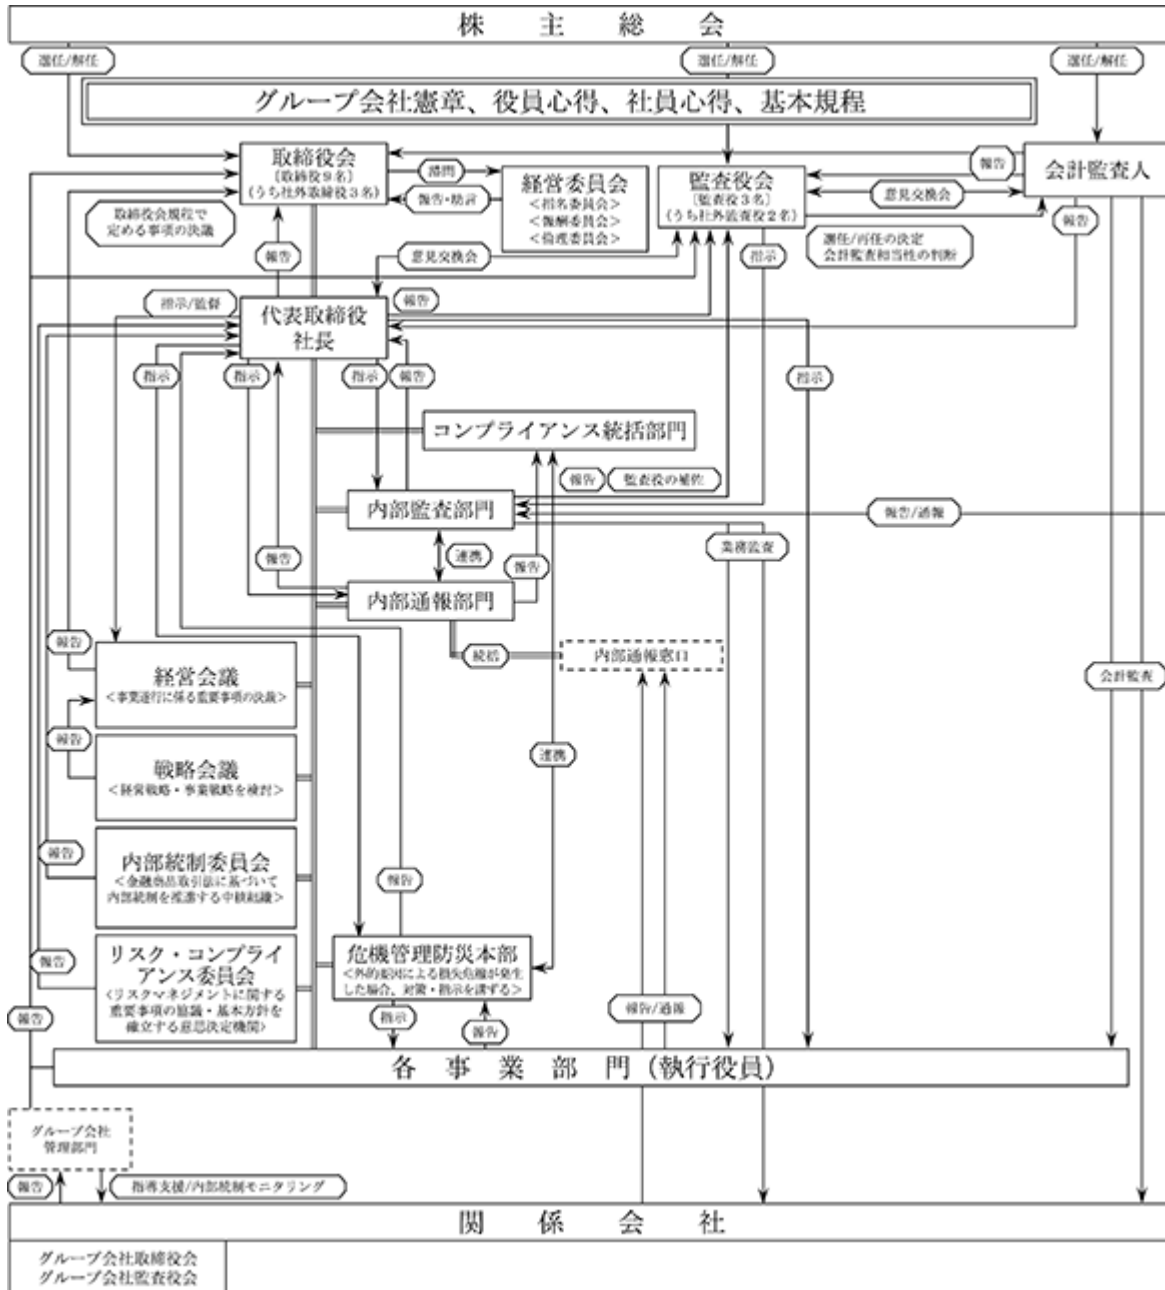 株主総会
選任/解任
選任/解任
選任/解任
グループ会社憲章、役員心得、社員心得、基本規程
取締役会
〔取締役9名〕
(うち社外取締役3名)
諮問
報告・助言
経営委員会
<指名委員会>
<報酬委員会>
<倫理委員会>
監査役会
〔監査役3名〕
(うち社外監査役2名)
報告
意見交換会
会計監査人
取締役会規程で
定める事項の決議
報告
意見交換会
指示
選任/再任の決定
会計監査相当性の判断
報告
指示/監督
代表取締役
社長
報告
指示
指示
指示
報告
指示
コンプライアンス統括部門
報告
監査役の補佐
内部監査部門
報告/通報
業務監査
報告
連携
報告
内部通報部門
統括
内部通報窓口
報告
経営会議
<事業遂行に係る重要事項の決裁>
会計監査
報告
戦略会議
<経営戦略・事業戦略を検討>
連携
報告
内部統制委員会
<金融商品取引法に基づいて
内部統制を推進する中核組織>
報告
報告
リスク・コンプライ
アンス委員会
<リスクマネジメントに関する
重要事項の協議・基本方針を
確立する意思決定機関>
危機管理防災本部
<外的要因による損失危険が発生
した場合、対策・指示を講ずる>
報告
指示
報告
報告/通報
各事業部門(執行役員)
グループ会社
管理部門
報告
指導支援/内部統制モニタリング
関係会社
グループ会社取締役会
グループ会社監査役会